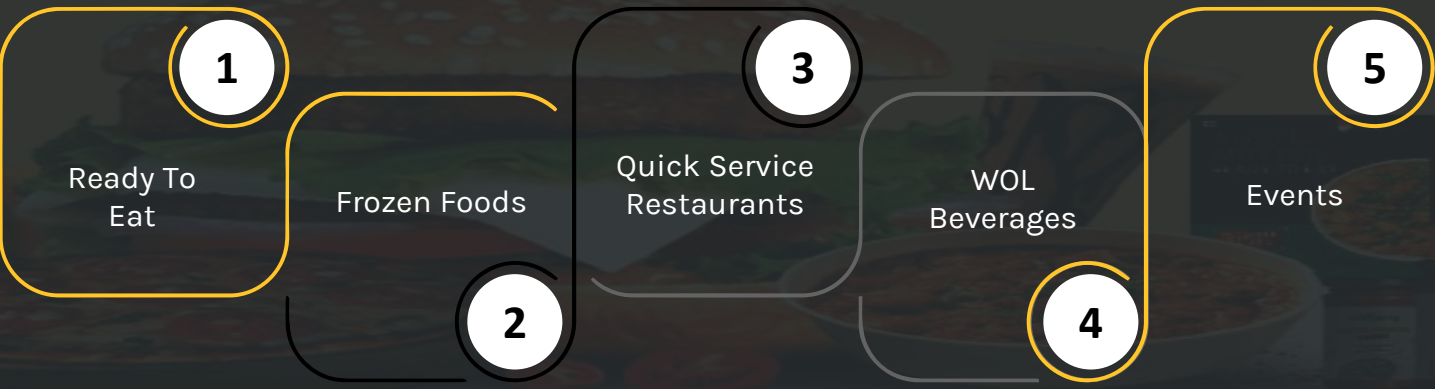 1
Ready To
Eat
2
Frozen Foods
3
Quick Service
Restaurants
4
WOL
Beverages
5
Events